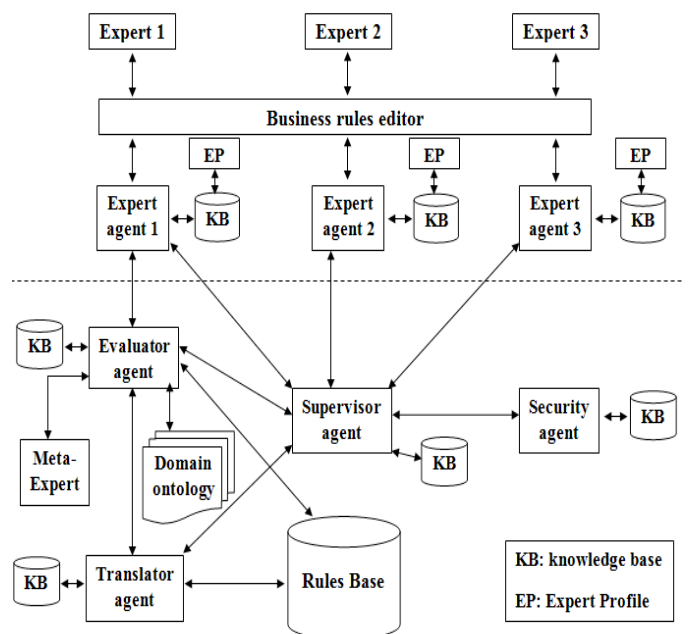 Expert 1
Expert 2
Expert 3
Business rules editor
EP
EP
EP
Expert
agent 1
KB
Expert
agent 2
KB
Expert
agent 3
KB
KB
Evaluator
agent
Supervisor
agent
Security
agent
KB
Meta-
Expert
Domain
ontology
KB
KB
Translator
agent
Rules Base
KB: knowledge base
EP: Expert Profile